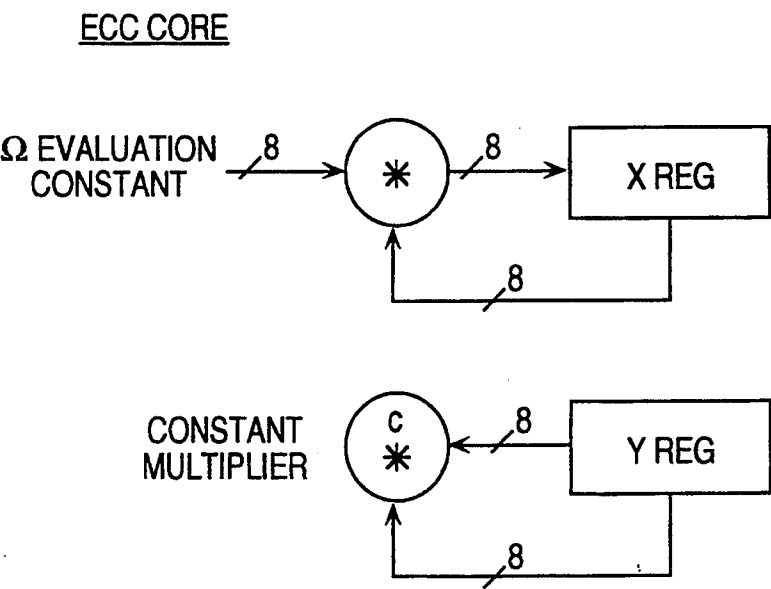 ECC CORE
Ω EVALUATION
CONSTANT
8
*
8
X REG
8
CONSTANT
MULTIPLIER
C
*
8
Y REG
8